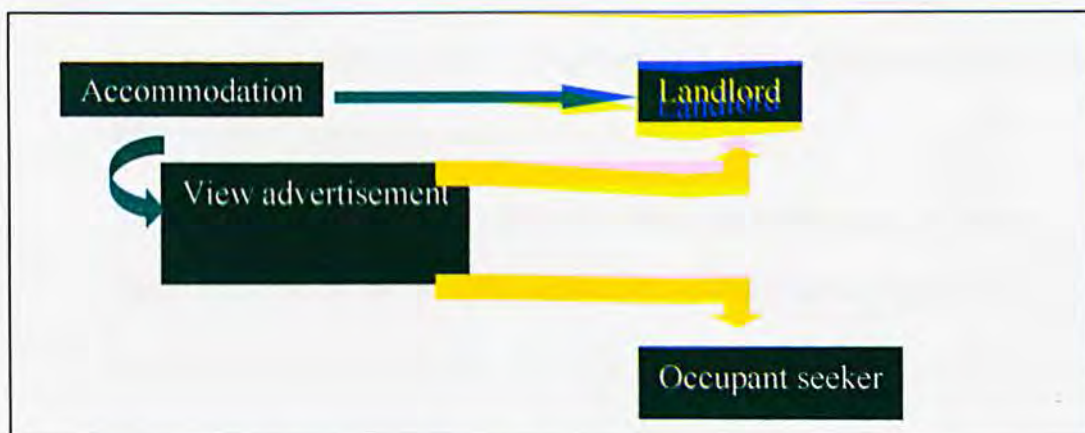 Accommodation
Landlord
View advertisement
Occupant seeker